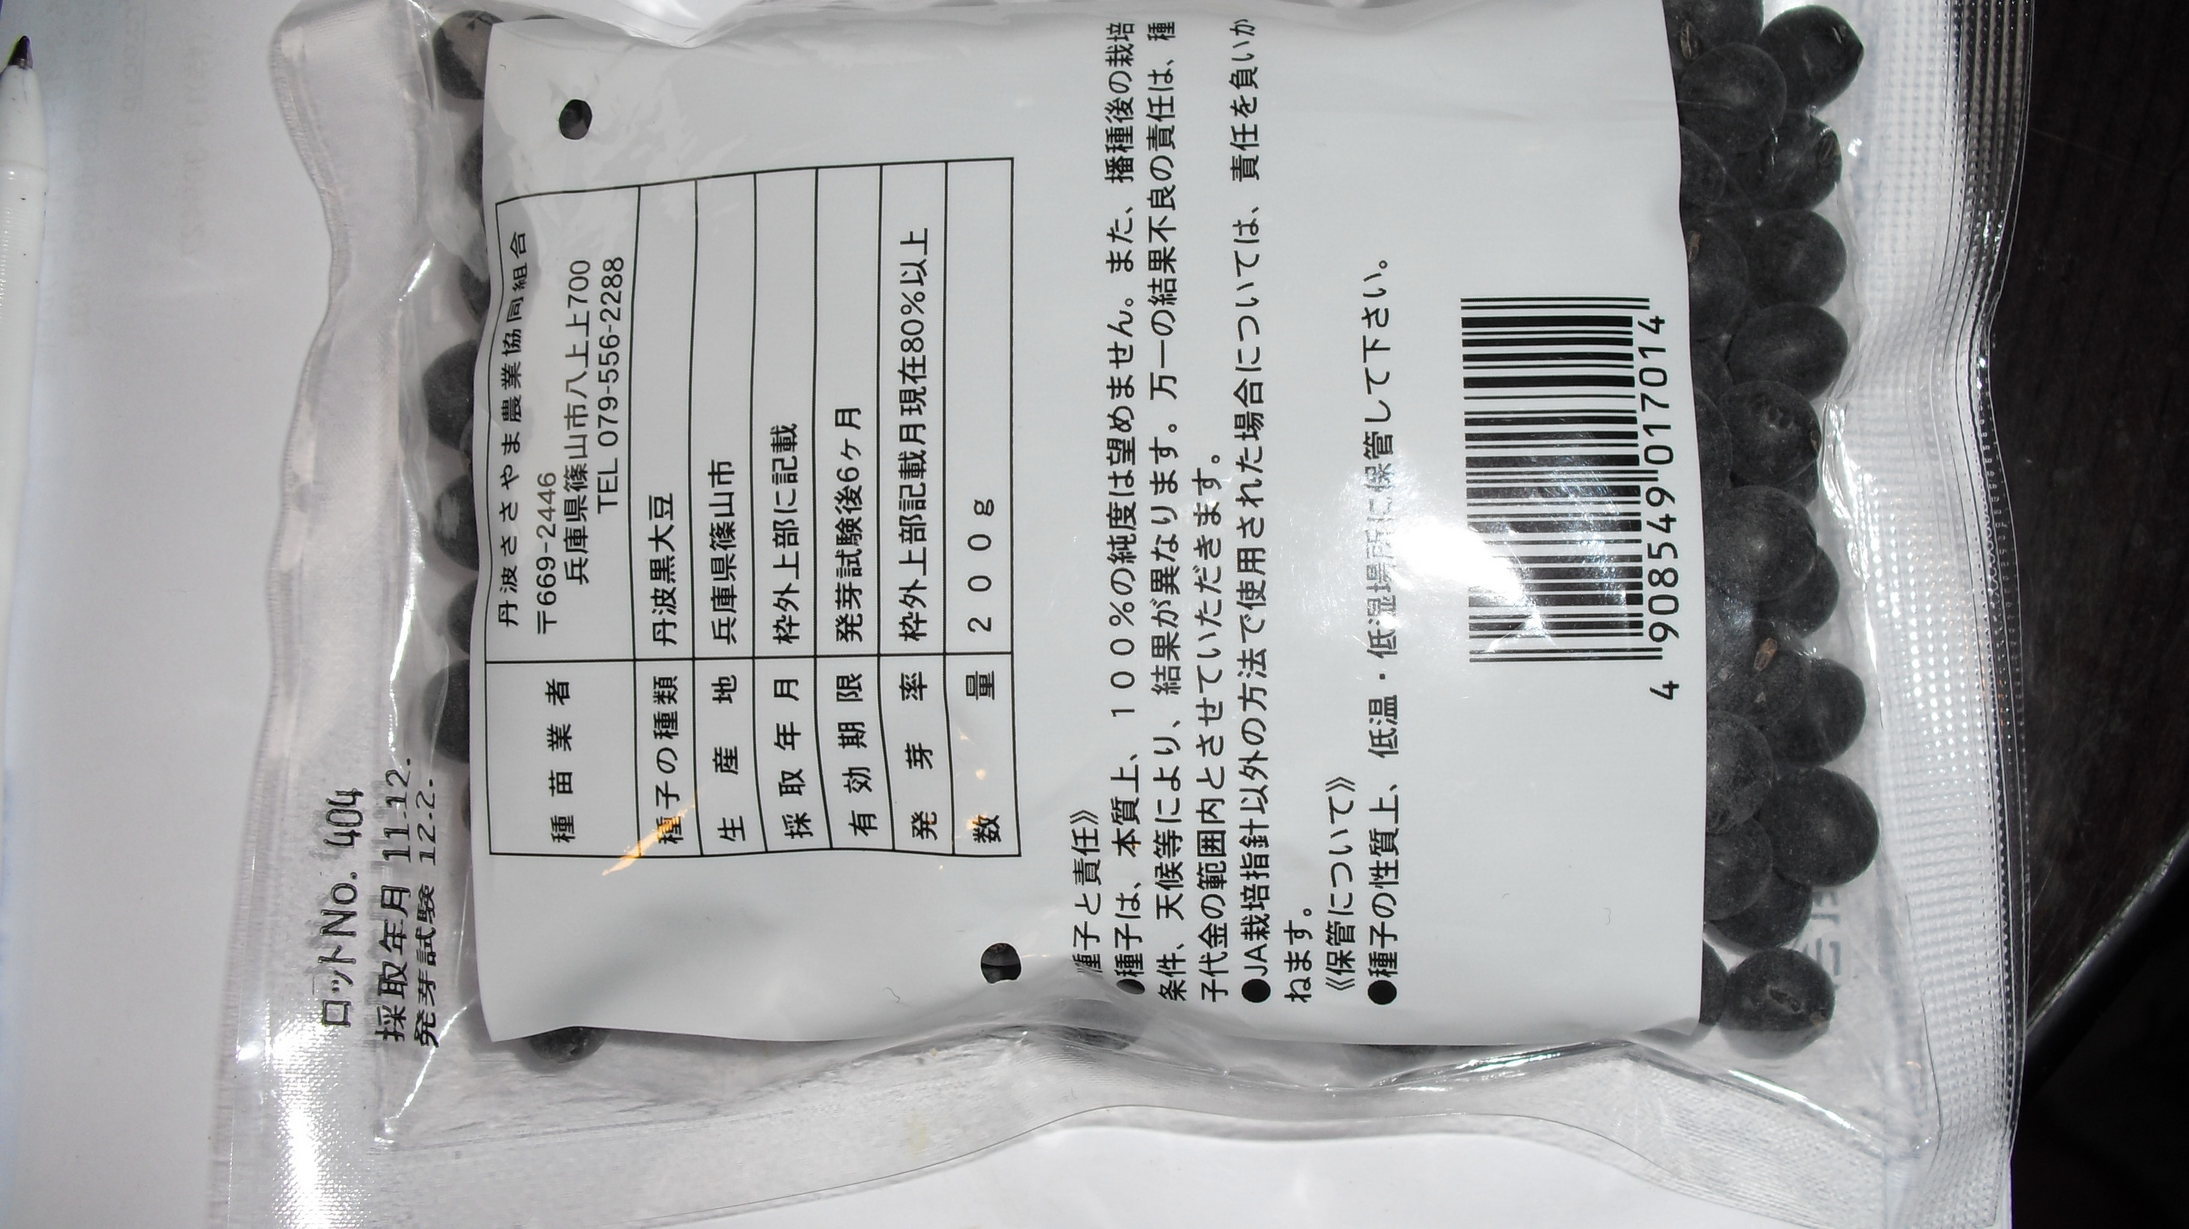 ロットNo. 404
採取年月 11.12.
発芽試験 12.2.
種苗業者 丹波ささやま農業協同組合
〒669-2446
兵庫県篠山市八上上700
TEL 079-556-2288
種子の種類 丹波黒大豆
生産地 兵庫県篠山市
採取年月 枠外上部に記載
有効期限 発芽試験後6ヶ月
発芽率 枠外上部記載月現在80%以上
数量 200g
種子と責任》
●種子は、本質上、100%の純度は望めません。また、播種後の栽培
条件、天候等により、結果が異なります。万一の結果不良の責任は、種
子代金の範囲内とさせていただきます。
●JA栽培指針以外の方法で使用された場合については、責任を負いか
ねます。
《保管について》
●種子の性質上、低温・低湿場所に保管して下さい。
4 908549 017014